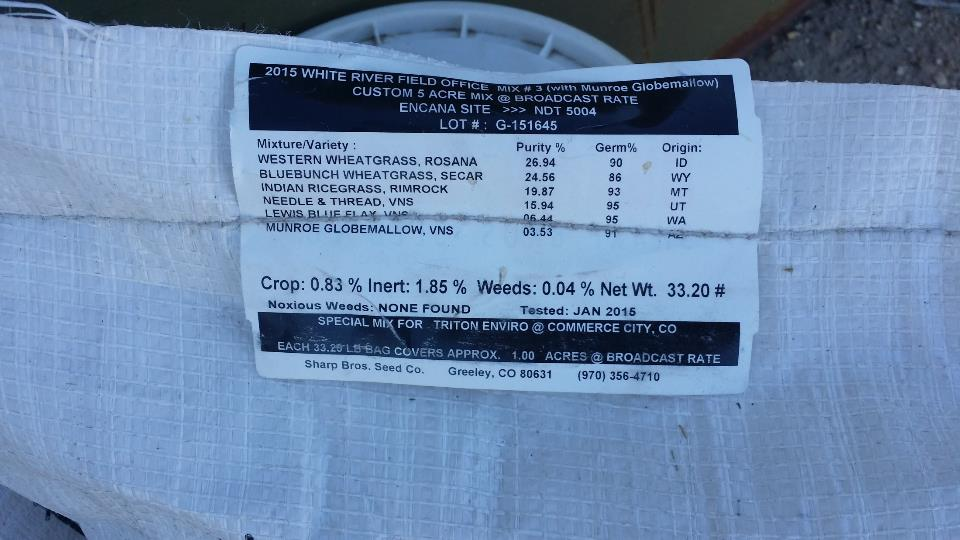 2015 WHITE RIVER FIELD OFFICE MIX # 3 (with Munroe Globemallow)
CUSTOM 5 ACRE MIX @ BROADCAST RATE
ENCANA SITE >>> NDT 5004
LOT # : G-151645
Mixture/Variety : Purity % Germ% Origin:
WESTERN WHEATGRASS, ROSANA 26.94 90 ID
BLUEBUNCH WHEATGRASS, SECAR 24.56 86 WY
INDIAN RICEGRASS, RIMROCK 19.87 93 MT
NEEDLE & THREAD, VNS 15.94 95 UT
LEWIS BLUE FLAX, VNS 06.44 95 WA
MUNROE GLOBEMALLOW, VNS 03.53 91 AZ
Crop: 0.83 % Inert: 1.85 % Weeds: 0.04 % Net Wt. 33.20 #
Noxious Weeds: NONE FOUND Tested: JAN 2015
SPECIAL MIX FOR TRITON ENVIRO @ COMMERCE CITY, CO
EACH 33.20 LB BAG COVERS APPROX. 1.00 ACRES @ BROADCAST RATE
Sharp Bros. Seed Co. Greeley, CO 80631 (970) 356-4710